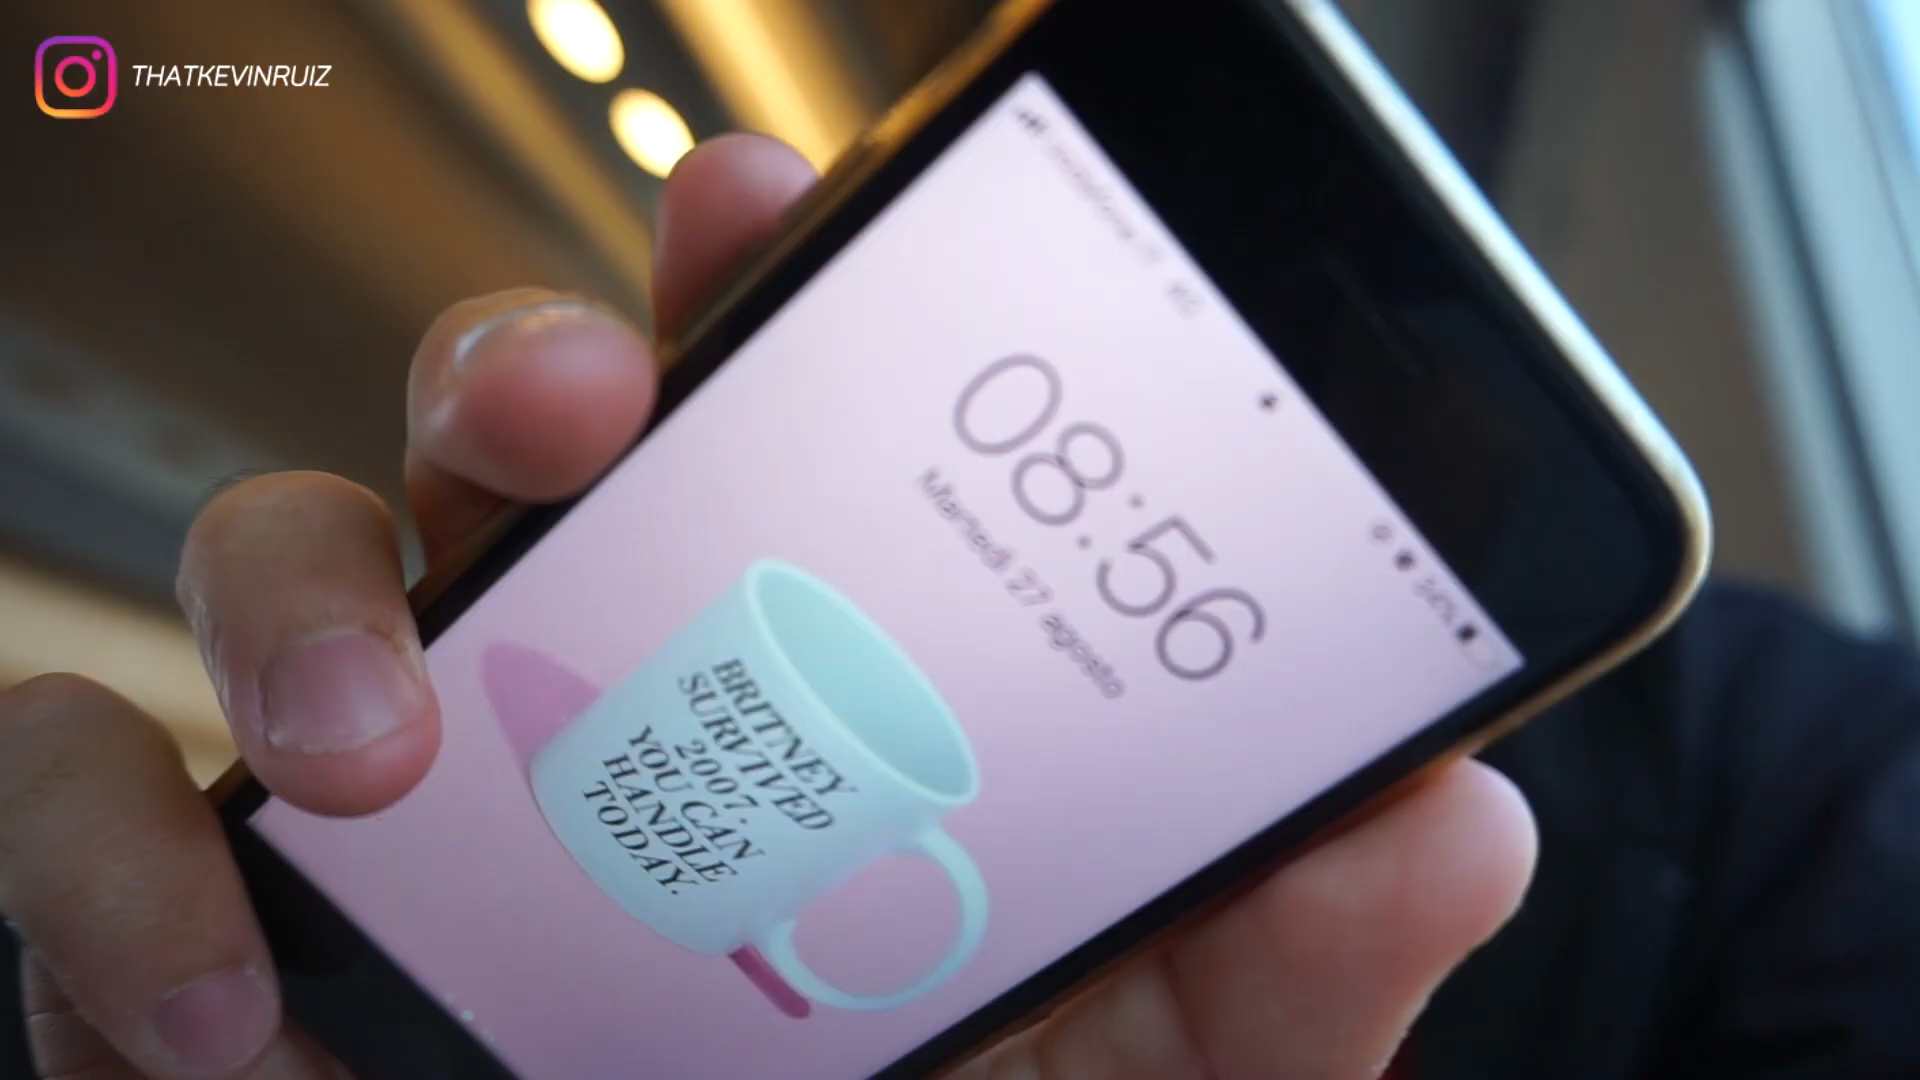 THATKEVINRUIZ
08:56
Martedì 27 agosto
BRITNEY
SURVIVED
2007.
YOU CAN
HANDLE
TODAY.